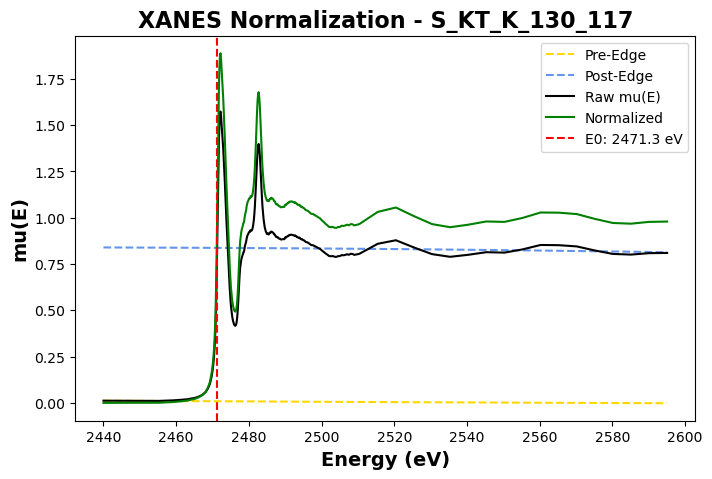 XANES Normalization - S_KT_K_130_117
Pre-Edge
Post-Edge
Raw mu(E)
Normalized
E0: 2471.3 eV
mu(E)
1.75
1.50
1.25
1.00
0.75
0.50
0.25
0.00
2440 2460 2480 2500 2520 2540 2560 2580 2600
Energy (eV)